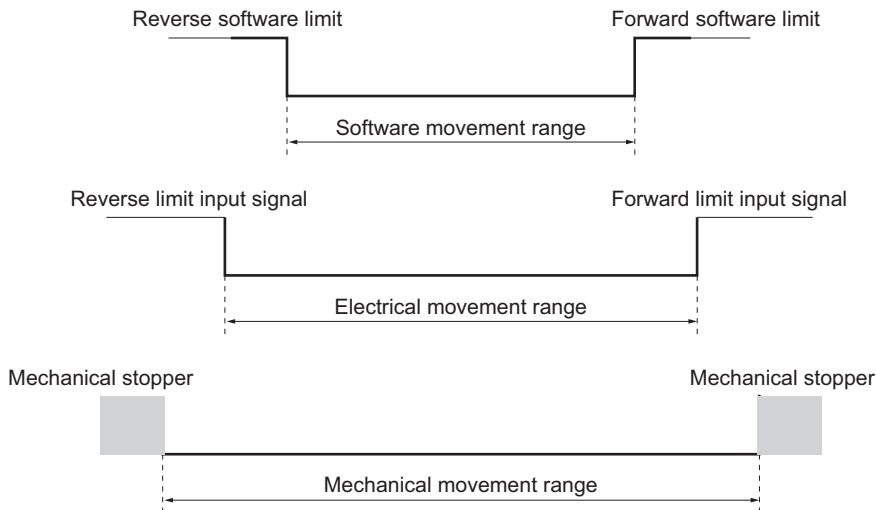 Reverse software limit
Forward software limit
Software movement range
Reverse limit input signal
Forward limit input signal
Electrical movement range
Mechanical stopper
Mechanical stopper
Mechanical movement range